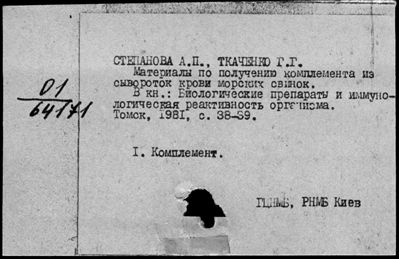 СТЕПАНОВА А.П., ТКАЧЕНКО Г.Г.
Материалы по получению комплемента из
сывороток крови морских свинок.
В кн.: Биологические препараты и иммуно-
логическая реактивность организма.
Томск, 1981, с. 38-39.
01
64171
I. Комплемент.
ГЦНМБ, РНМБ Киев